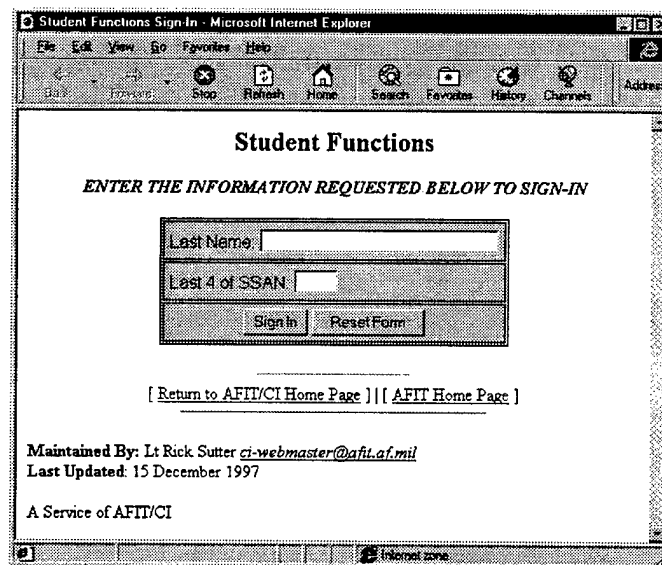 Student Functions Sign-In - Microsoft Internet Explorer
File Edit View Go Favorites Help
Back Forward Stop Refresh Home Search Favorites History Channels Address
Student Functions
ENTER THE INFORMATION REQUESTED BELOW TO SIGN-IN
Last Name:
Last 4 of SSAN:
Sign In Reset Form
[ Return to AFIT/CI Home Page ] | [ AFIT Home Page ]
Maintained By: Lt Rick Sutter ci-webmaster@afit.af.mil
Last Updated: 15 December 1997
A Service of AFIT/CI
Internet zone